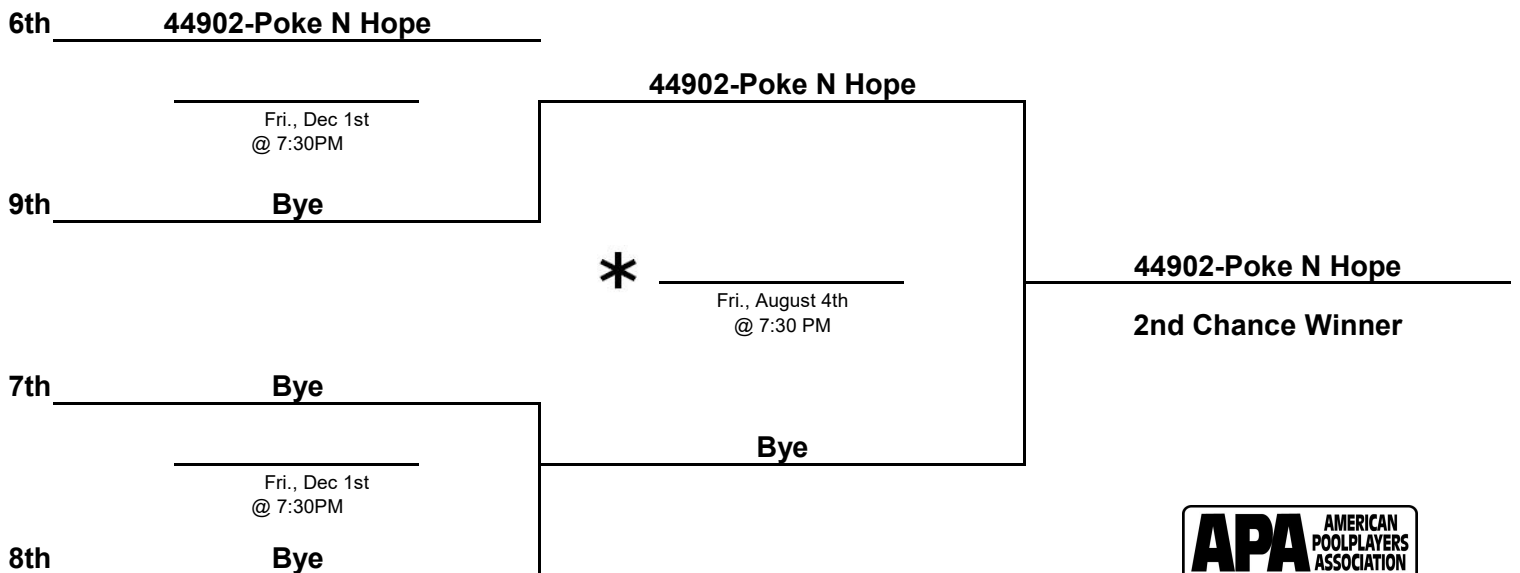 6th 44902-Poke N Hope
44902-Poke N Hope
Fri., Dec 1st
@ 7:30PM
9th Bye
*
44902-Poke N Hope
Fri., August 4th
@ 7:30 PM
2nd Chance Winner
7th Bye
Bye
Fri., Dec 1st
@ 7:30PM
8th Bye
APA AMERICAN
POOLPLAYERS
ASSOCIATION